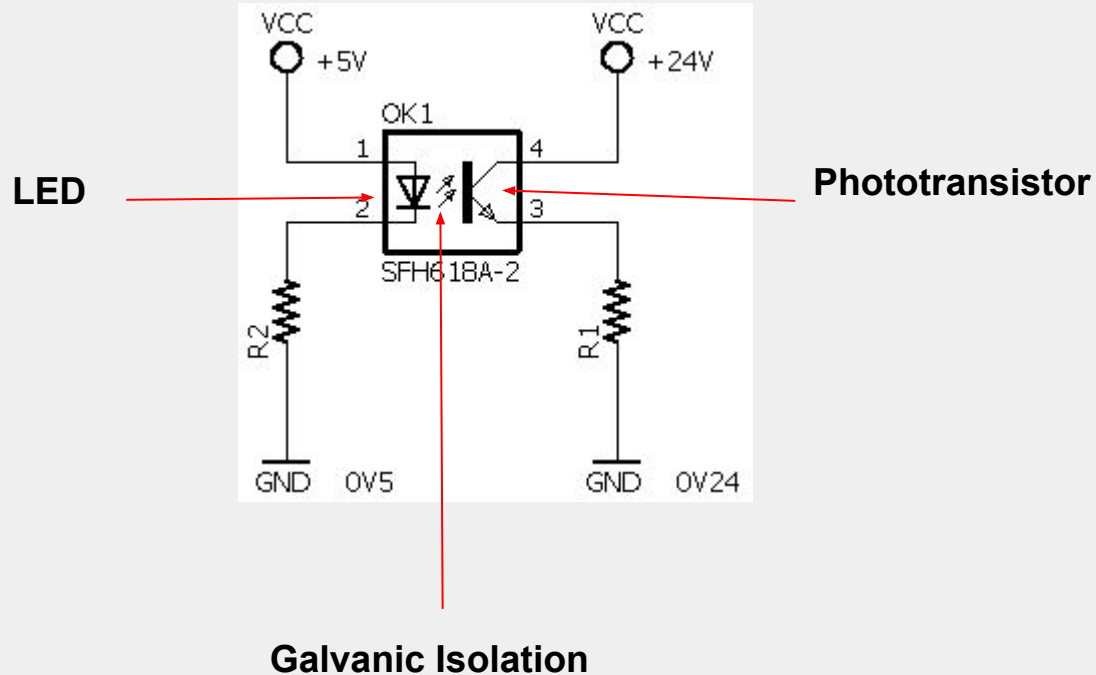 VCC
VCC
+5V
+24V
OK1
1
4
LED
Phototransistor
2
3
SFH618A-2
R2
R1
GND
0V5
GND
0V24
Galvanic Isolation